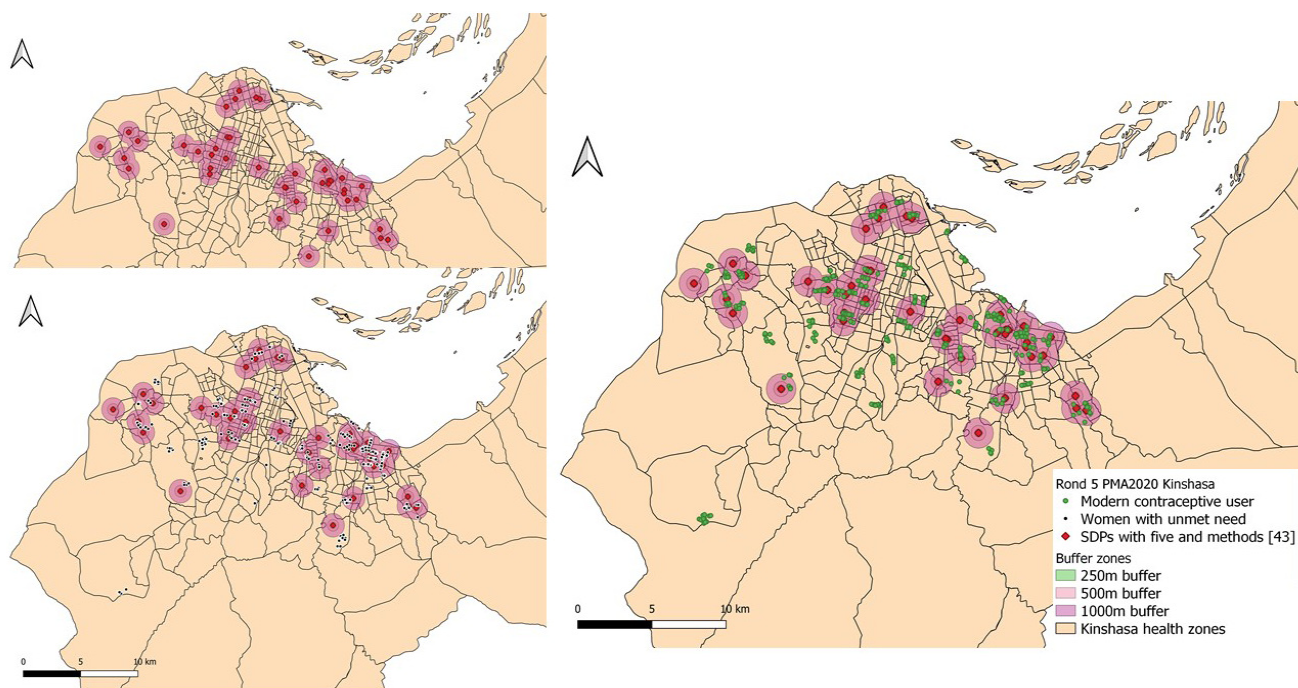 0 5 10 km
0 5 10 km
Rond 5 PMA2020 Kinshasa
Modern contraceptive user
Women with unmet need
SDPs with five and methods [43]
Buffer zones
250m buffer
500m buffer
1000m buffer
Kinshasa health zones